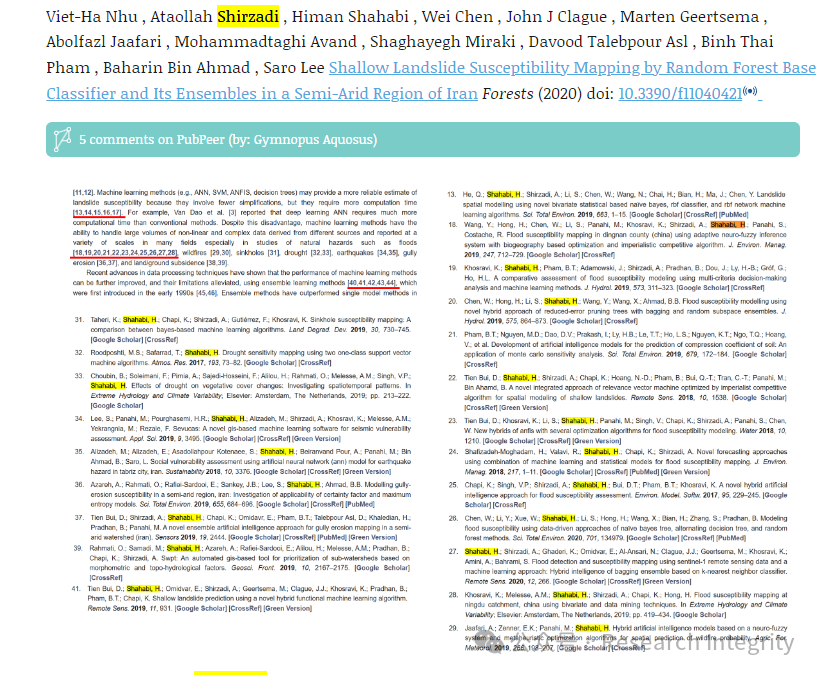 Viet-Ha Nhu , Ataollah Shirzadi , Himan Shahabi , Wei Chen , John J Clague , Marten Geertsema ,
Abolfazl Jaafari , Mohammadtaghi Avand , Shaghayegh Miraki , Davood Talebpour Asl , Binh Thai
Pham , Baharin Bin Ahmad , Saro Lee Shallow Landslide Susceptibility Mapping by Random Forest Base
Classifier and Its Ensembles in a Semi-Arid Region of Iran Forests (2020) doi: 10.3390/f11040421
5 comments on PubPeer (by: Gymnopus Aquosus)
[11,12]. Machine learning methods (e.g., ANN, SVM, ANFIS, decision trees) may provide a more reliable estimate of
landslide susceptibility because they involve fewer simplifications, but they require more computation time
[13,14,15,16,17]. For example, Van Dao et al. [3] reported that deep learning ANN requires much more
computational time than conventional methods. Despite this disadvantage, machine learning methods have the
ability to handle large volumes of non-linear and complex data derived from different sources and reported at a
variety of scales in many fields especially in studies of natural hazards such as floods
[18,19,20,21,22,23,24,25,26,27,28], wildfires [29,30], sinkholes [31], drought [32,33], earthquakes [34,35], gully
erosion [36,37], and land/ground subsidence [38,39].
Recent advances in data processing techniques have shown that the performance of machine learning methods
can be further improved, and their limitations alleviated, using ensemble learning methods [40,41,42,43,44], which
were first introduced in the early 1990s [45,46]. Ensemble methods have outperformed single model methods in
31. Taheri, K.; Shahabi, H.; Chapi, K.; Shirzadi, A.; Gutiérrez, F.; Khosravi, K. Sinkhole susceptibility mapping: A
comparison between bayes-based machine learning algorithms. Land Degrad. Dev. 2019, 30, 730–745.
[Google Scholar] [CrossRef]
32. Roodposhti, M.S.; Safarrad, T.; Shahabi, H. Drought sensitivity mapping using two one-class support vector
machine algorithms. Atmos. Res. 2017, 193, 73–82. [Google Scholar] [CrossRef]
33. Choubin, B.; Soleimani, F.; Pirnia, A.; Sajedi-Hosseini, F.; Alilou, H.; Rahmati, O.; Melesse, A.M.; Singh, V.P.;
Shahabi, H. Effects of drought on vegetative cover changes: Investigating spatiotemporal patterns. In
Extreme Hydrology and Climate Variability; Elsevier: Amsterdam, The Netherlands, 2019; pp. 213–222.
[Google Scholar]
34. Lee, S.; Panahi, M.; Pourghasemi, H.R.; Shahabi, H.; Alizadeh, M.; Shirzadi, A.; Khosravi, K.; Melesse, A.M.;
Yekrangnia, M.; Rezaie, F. Sevucas: A novel gis-based machine learning software for seismic vulnerability
assessment. Appl. Sci. 2019, 9, 3495. [Google Scholar] [CrossRef] [Green Version]
35. Alizadeh, M.; Alizadeh, E.; Asadollahpour Kotenaee, S.; Shahabi, H.; Beiranvand Pour, A.; Panahi, M.; Bin
Ahmad, B.; Saro, L. Social vulnerability assessment using artificial neural network (ann) model for earthquake
hazard in tabriz city, iran. Sustainability 2018, 10, 3376. [Google Scholar] [CrossRef] [Green Version]
36. Azareh, A.; Rahmati, O.; Rafiei-Sardooi, E.; Sankey, J.B.; Lee, S.; Shahabi, H.; Ahmad, B.B. Modelling gully-
erosion susceptibility in a semi-arid region, iran: Investigation of applicability of certainty factor and maximum
entropy models. Sci. Total Environ. 2019, 655, 684–696. [Google Scholar] [CrossRef] [PubMed]
37. Tien Bui, D.; Shirzadi, A.; Shahabi, H.; Chapi, K.; Omidavr, E.; Pham, B.T.; Talebpour Asl, D.; Khaledian, H.;
Pradhan, B.; Panahi, M. A novel ensemble artificial intelligence approach for gully erosion mapping in a semi-
arid watershed (iran). Sensors 2019, 19, 2444. [Google Scholar] [CrossRef] [PubMed] [Green Version]
39. Rahmati, O.; Samadi, M.; Shahabi, H.; Azareh, A.; Rafiei-Sardooi, E.; Alilou, H.; Melesse, A.M.; Pradhan, B.;
Chapi, K.; Shirzadi, A. Swpt: An automated gis-based tool for prioritization of sub-watersheds based on
morphometric and topo-hydrological factors. Geosci. Front. 2019, 10, 2167–2175. [Google Scholar]
[CrossRef]
41. Tien Bui, D.; Shahabi, H.; Omidvar, E.; Shirzadi, A.; Geertsema, M.; Clague, J.J.; Khosravi, K.; Pradhan, B.;
Pham, B.T.; Chapi, K. Shallow landslide prediction using a novel hybrid functional machine learning algorithm.
Remote Sens. 2019, 11, 931. [Google Scholar] [CrossRef] [Green Version]
13. He, Q.; Shahabi, H.; Shirzadi, A.; Li, S.; Chen, W.; Wang, N.; Chai, H.; Bian, H.; Ma, J.; Chen, Y. Landslide
spatial modelling using novel bivariate statistical based naïve bayes, rbf classifier, and rbf network machine
learning algorithms. Sci. Total Environ. 2019, 663, 1–15. [Google Scholar] [CrossRef] [PubMed]
18. Wang, Y.; Hong, H.; Chen, W.; Li, S.; Panahi, M.; Khosravi, K.; Shirzadi, A.; Shahabi, H.; Panahi, S.;
Costache, R. Flood susceptibility mapping in dingnan county (china) using adaptive neuro-fuzzy inference
system with biogeography based optimization and imperialistic competitive algorithm. J. Environ. Manag.
2019, 247, 712–729. [Google Scholar] [CrossRef]
19. Khosravi, K.; Shahabi, H.; Pham, B.T.; Adamowski, J.; Shirzadi, A.; Pradhan, B.; Dou, J.; Ly, H.-B.; Gróf, G.;
Ho, H.L. A comparative assessment of flood susceptibility modeling using multi-criteria decision-making
analysis and machine learning methods. J. Hydrol. 2019, 573, 311–323. [Google Scholar] [CrossRef]
20. Chen, W.; Hong, H.; Li, S.; Shahabi, H.; Wang, Y.; Wang, X.; Ahmad, B.B. Flood susceptibility modelling using
novel hybrid approach of reduced-error pruning trees with bagging and random subspace ensembles. J.
Hydrol. 2019, 575, 864–873. [Google Scholar] [CrossRef]
21. Pham, B.T.; Nguyen, M.D.; Dao, D.V.; Prakash, I.; Ly, H.B.; Le, T.T.; Ho, L.S.; Nguyen, K.T.; Ngo, T.Q.; Hoang,
V.; et al. Development of artificial intelligence models for the prediction of compression coefficient of soil: An
application of monte carlo sensitivity analysis. Sci. Total Environ. 2019, 679, 172–184. [Google Scholar]
[CrossRef]
22. Tien Bui, D.; Shahabi, H.; Shirzadi, A.; Chapi, K.; Hoang, N.-D.; Pham, B.; Bui, Q.-T.; Tran, C.-T.; Panahi, M.;
Bin Ahamd, B. A novel integrated approach of relevance vector machine optimized by imperialist competitive
algorithm for spatial modeling of shallow landslides. Remote Sens. 2018, 10, 1538. [Google Scholar]
[CrossRef] [Green Version]
23. Tien Bui, D.; Khosravi, K.; Li, S.; Shahabi, H.; Panahi, M.; Singh, V.; Chapi, K.; Shirzadi, A.; Panahi, S.; Chen,
W. New hybrids of anfis with several optimization algorithms for flood susceptibility modeling. Water 2018, 10,
1210. [Google Scholar] [CrossRef] [Green Version]
24. Shafizadeh-Moghadam, H.; Valavi, R.; Shahabi, H.; Chapi, K.; Shirzadi, A. Novel forecasting approaches
using combination of machine learning and statistical models for flood susceptibility mapping. J. Environ.
Manag. 2018, 217, 1–11. [Google Scholar] [CrossRef] [PubMed] [Green Version]
25. Chapi, K.; Singh, V.P.; Shirzadi, A.; Shahabi, H.; Bui, D.T.; Pham, B.T.; Khosravi, K. A novel hybrid artificial
intelligence approach for flood susceptibility assessment. Environ. Model. Softw. 2017, 95, 229–245. [Google
Scholar] [CrossRef]
26. Chen, W.; Li, Y.; Xue, W.; Shahabi, H.; Li, S.; Hong, H.; Wang, X.; Bian, H.; Zhang, S.; Pradhan, B. Modeling
flood susceptibility using data-driven approaches of naïve bayes tree, alternating decision tree, and random
forest methods. Sci. Total Environ. 2020, 701, 134979. [Google Scholar] [CrossRef] [PubMed]
27. Shahabi, H.; Shirzadi, A.; Ghaderi, K.; Omidvar, E.; Al-Ansari, N.; Clague, J.J.; Geertsema, M.; Khosravi, K.;
Amini, A.; Bahrami, S. Flood detection and susceptibility mapping using sentinel-1 remote sensing data and a
machine learning approach: Hybrid intelligence of bagging ensemble based on k-nearest neighbor classifier.
Remote Sens. 2020, 12, 266. [Google Scholar] [CrossRef] [Green Version]
28. Khosravi, K.; Melesse, A.M.; Shahabi, H.; Shirzadi, A.; Chapi, K.; Hong, H. Flood susceptibility mapping at
ningdu catchment, china using bivariate and data mining techniques. In Extreme Hydrology and Climate
Variability; Elsevier: Amsterdam, The Netherlands, 2019; pp. 419–434. [Google Scholar]
29. Jaafari, A.; Zenner, E.K.; Panahi, M.; Shahabi, H. Hybrid artificial intelligence models based on a neuro-fuzzy
system and metaheuristic optimization algorithms for spatial prediction of wildfire probability. Agric. For.
Meteorol. 2019, 266, 198–207. [Google Scholar] [CrossRef]
公众号 · Research Integrity